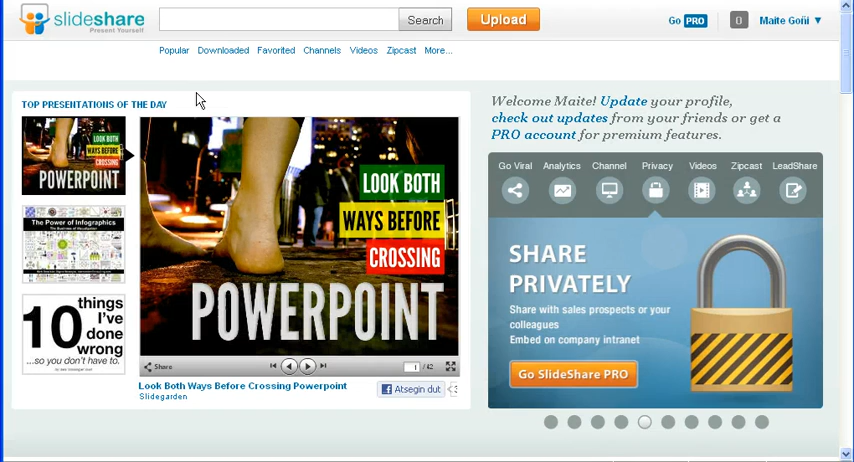 slideshare
Present Yourself
Search
Upload
Go PRO
0
Maite Goñi
Popular Downloaded Favorited Channels Videos Zipcast More...
TOP PRESENTATIONS OF THE DAY
LOOK BOTH
WAYS BEFORE
CROSSING
POWERPOINT
The Power of Infographics
10 things
I've
done
wrong
...so you don't have to.
LOOK BOTH
WAYS BEFORE
CROSSING
POWERPOINT
Share
1 / 42
Look Both Ways Before Crossing Powerpoint
Slidegarden
Atsegin dut
Welcome Maite! Update your profile,
check out updates from your friends or get a
PRO account for premium features.
Go Viral Analytics Channel Privacy Videos Zipcast LeadShare
SHARE
PRIVATELY
Share with sales prospects or your
colleagues
Embed on company intranet
Go SlideShare PRO